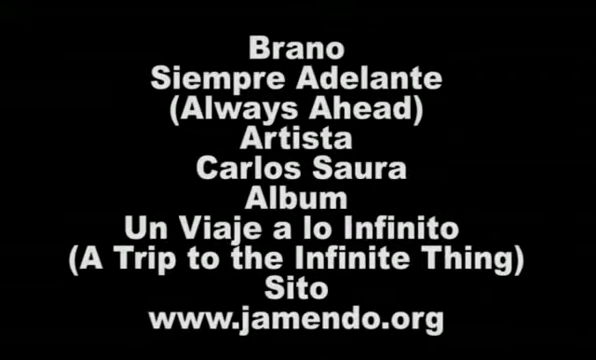 Brano
Siempre Adelante
(Always Ahead)
Artista
Carlos Saura
Album
Un Viaje a lo Infinito
(A Trip to the Infinite Thing)
Sito
www.jamendo.org